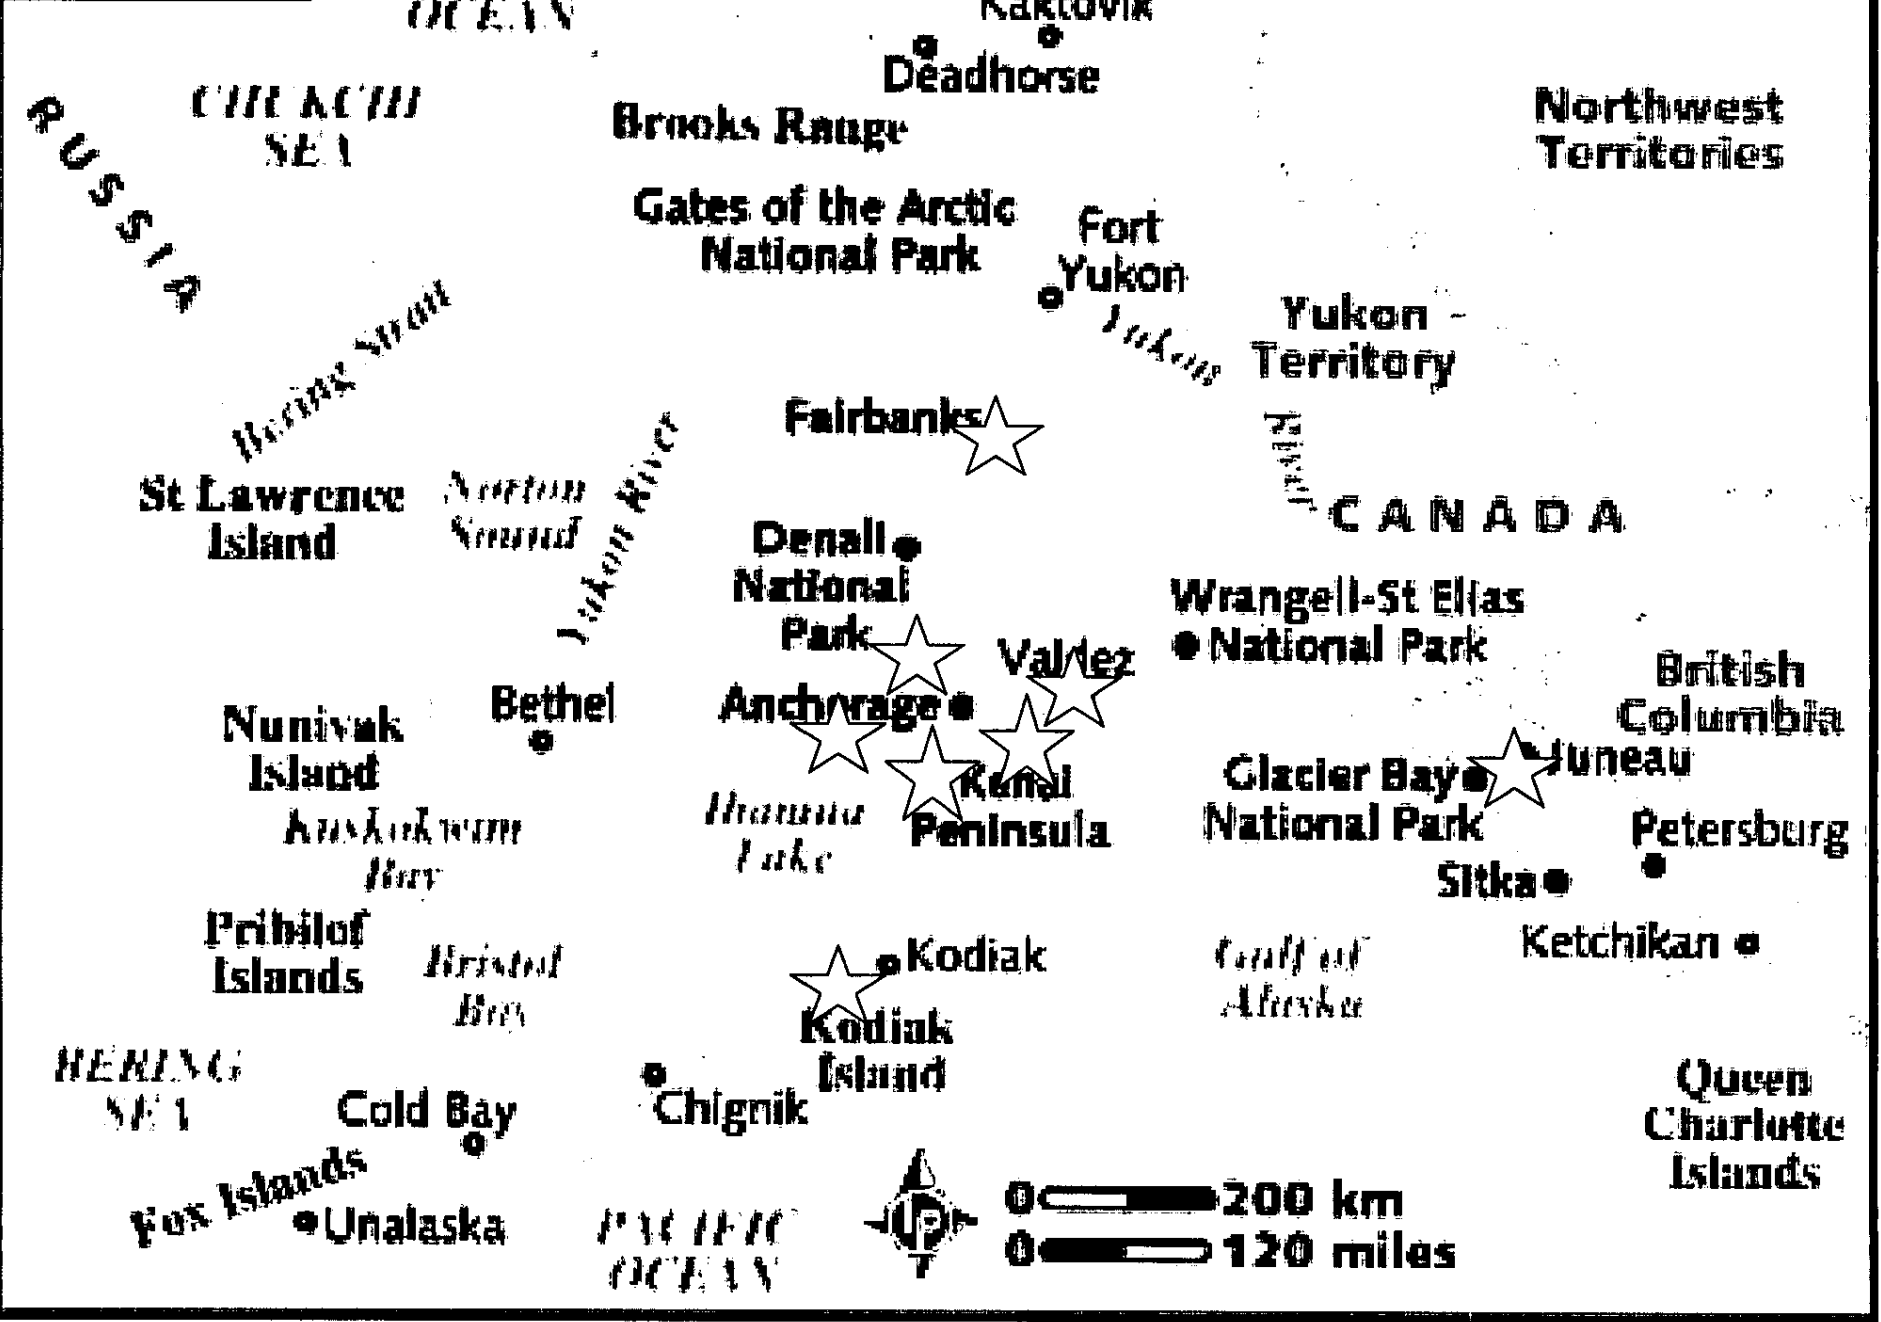 OCEAN
Kaktovik
Deadhorse
RUSSIA
CHUKCHI
SEA
Brooks Range
Northwest
Territories
Gates of the Arctic
National Park
Fort
Yukon
Bering Strait
Yukon
Yukon
Territory
Fairbanks
River
St Lawrence
Island
Norton
Sound
Yukon River
CANADA
Denali
National
Park
Wrangell-St Elias
National Park
Valdez
British
Columbia
Bethel
Anchorage
Nunivak
Island
Juneau
Glacier Bay
National Park
Kenai
Peninsula
Kuskokwim
Bay
Iliamna
Lake
Petersburg
Sitka
Pribilof
Islands
Bristol
Bay
Kodiak
Gulf of
Alaska
Ketchikan
Kodiak
Island
BERING
SEA
Cold Bay
Chignik
Queen
Charlotte
Islands
Fox Islands
Unalaska
PACIFIC
OCEAN
LP
0 200 km
0 120 miles